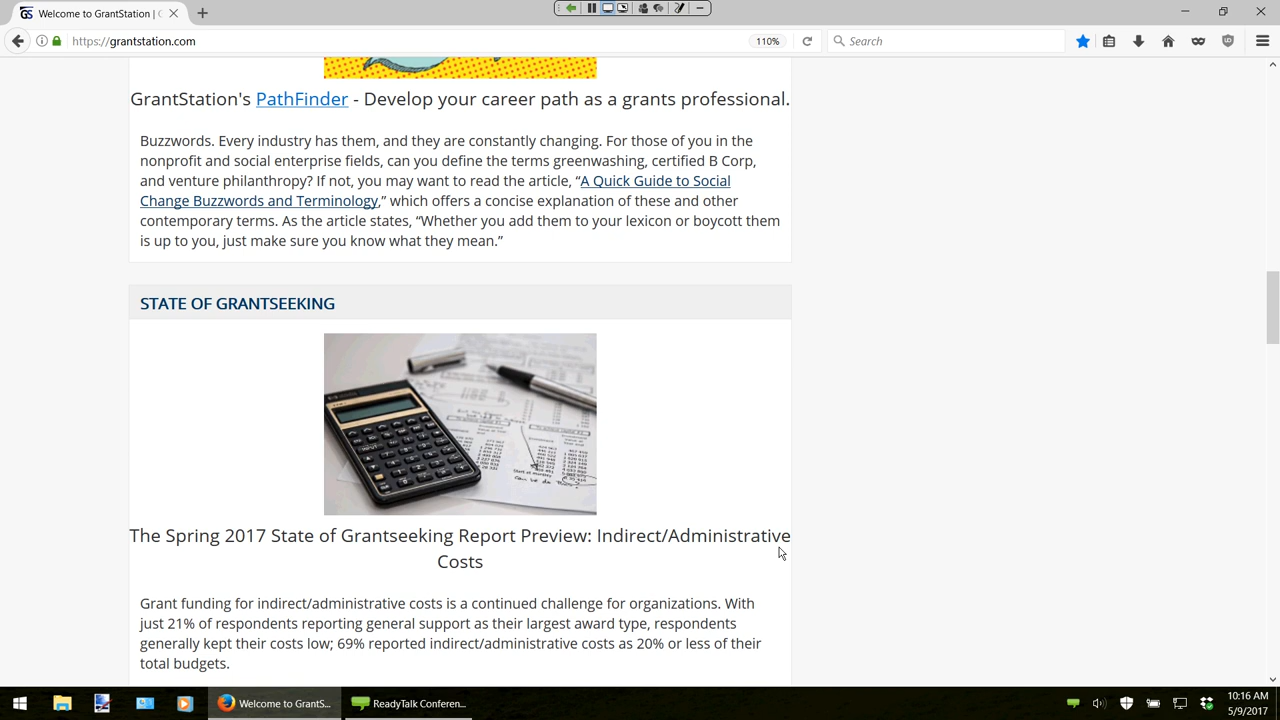 Welcome to GrantStation | G
https://grantstation.com
110%
Search
GrantStation's PathFinder - Develop your career path as a grants professional.
Buzzwords. Every industry has them, and they are constantly changing. For those of you in the
nonprofit and social enterprise fields, can you define the terms greenwashing, certified B Corp,
and venture philanthropy? If not, you may want to read the article, “A Quick Guide to Social
Change Buzzwords and Terminology,” which offers a concise explanation of these and other
contemporary terms. As the article states, “Whether you add them to your lexicon or boycott them
is up to you, just make sure you know what they mean.”
STATE OF GRANTSEEKING
The Spring 2017 State of Grantseeking Report Preview: Indirect/Administrative
Costs
Grant funding for indirect/administrative costs is a continued challenge for organizations. With
just 21% of respondents reporting general support as their largest award type, respondents
generally kept their costs low; 69% reported indirect/administrative costs as 20% or less of their
total budgets.
Welcome to GrantS...
ReadyTalk Conferen...
10:16 AM
5/9/2017